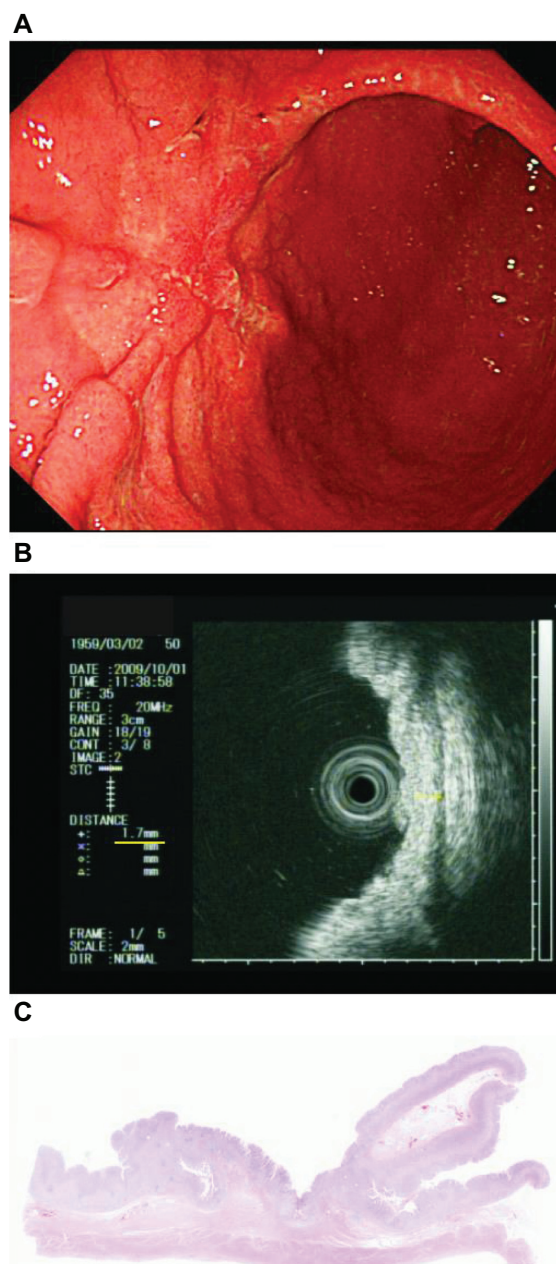 A
B
1959/03/02 50
DATE :2009/10/01
TIME :11:38:58
DF: 35
FREQ : 20MHz
RANGE: 3cm
GAIN :18/19
CONT : 3/ 8
IMAGE:2
STC
DISTANCE
+: 1.7mm
×: mm
◇: mm
△: mm
FRAME: 1/ 5
SCALE: 2mm
DIR :NORMAL
C